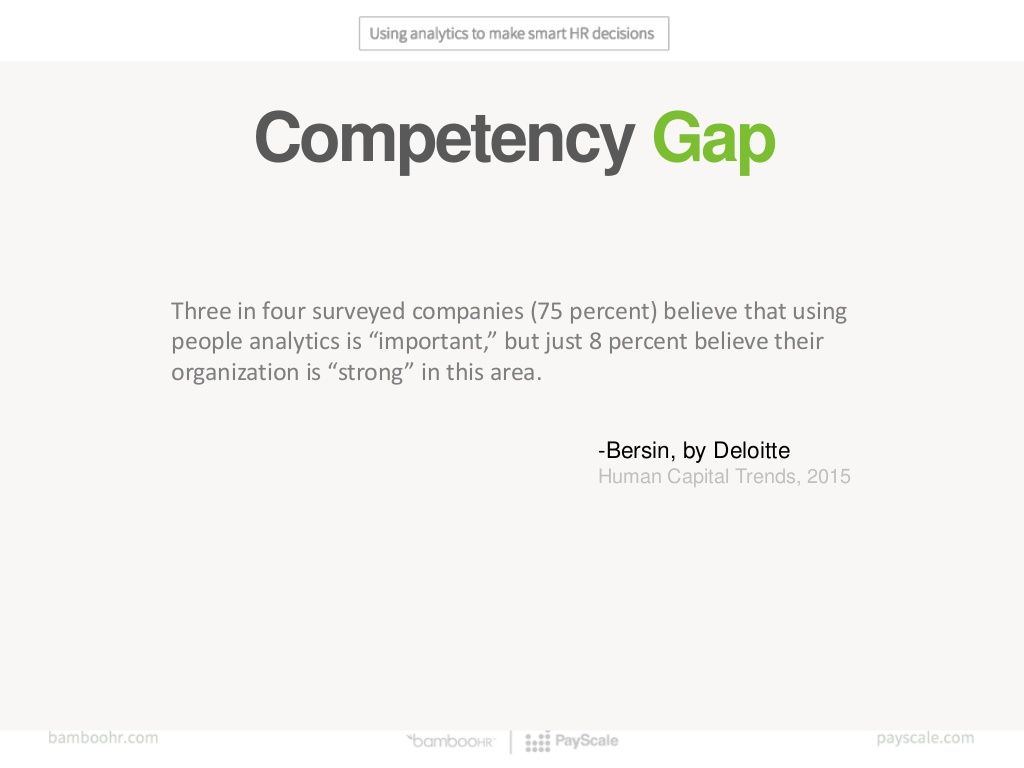 Using analytics to make smart HR decisions
Competency Gap
Three in four surveyed companies (75 percent) believe that using
people analytics is “important,” but just 8 percent believe their
organization is “strong” in this area.
-Bersin, by Deloitte
Human Capital Trends, 2015
bamboohr.com
bambooHR
PayScale
payscale.com